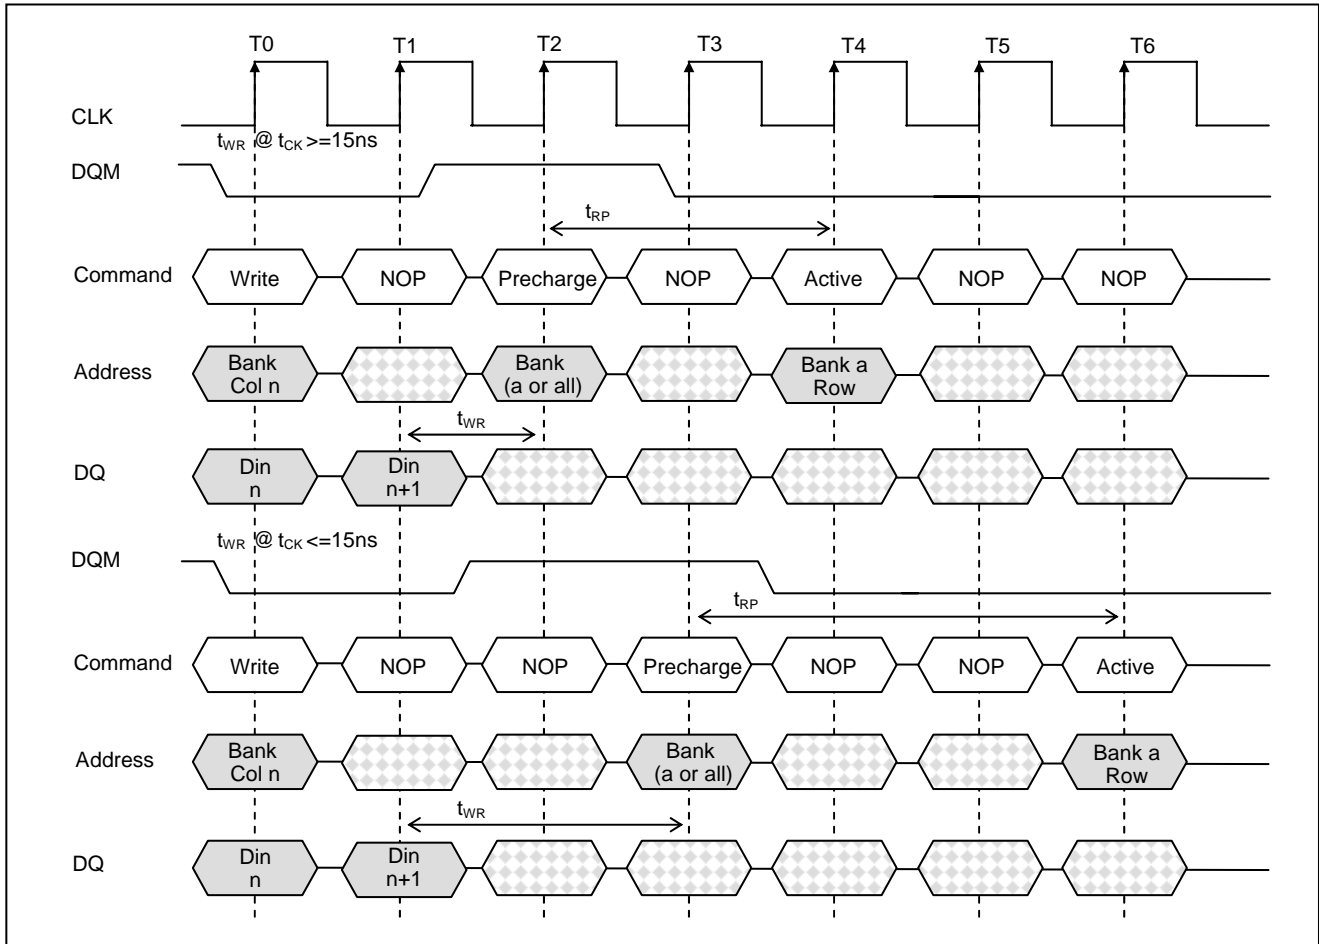 T0 T1 T2 T3 T4 T5 T6
CLK
tWR @ tCK >=15ns
DQM
tRP
Command Write NOP Precharge NOP Active NOP NOP
Address Bank Col n Bank (a or all) Bank a Row
tWR
DQ Din n Din n+1
tWR @ tCK <=15ns
DQM
tRP
Command Write NOP NOP Precharge NOP NOP Active
Address Bank Col n Bank (a or all) Bank a Row
tWR
DQ Din n Din n+1